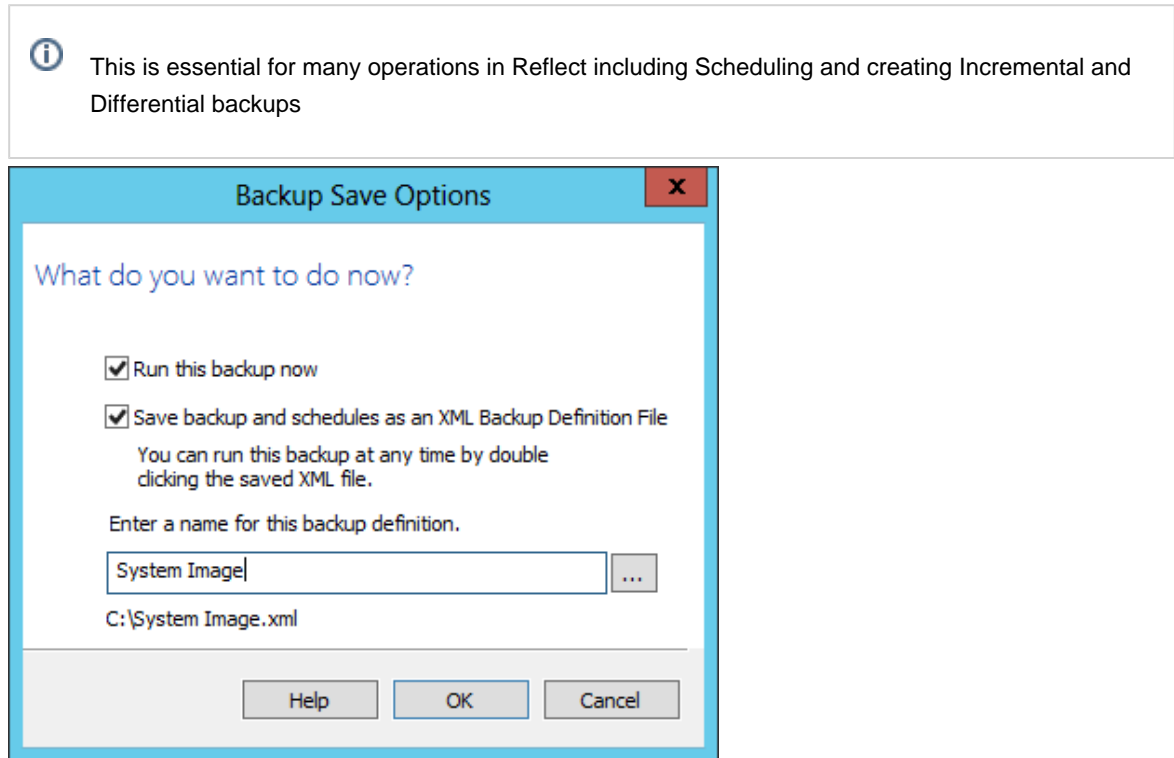 This is essential for many operations in Reflect including Scheduling and creating Incremental and
Differential backups
Backup Save Options
x
What do you want to do now?
Run this backup now
Save backup and schedules as an XML Backup Definition File
You can run this backup at any time by double
clicking the saved XML file.
Enter a name for this backup definition.
System Image
...
C:\System Image.xml
Help OK Cancel